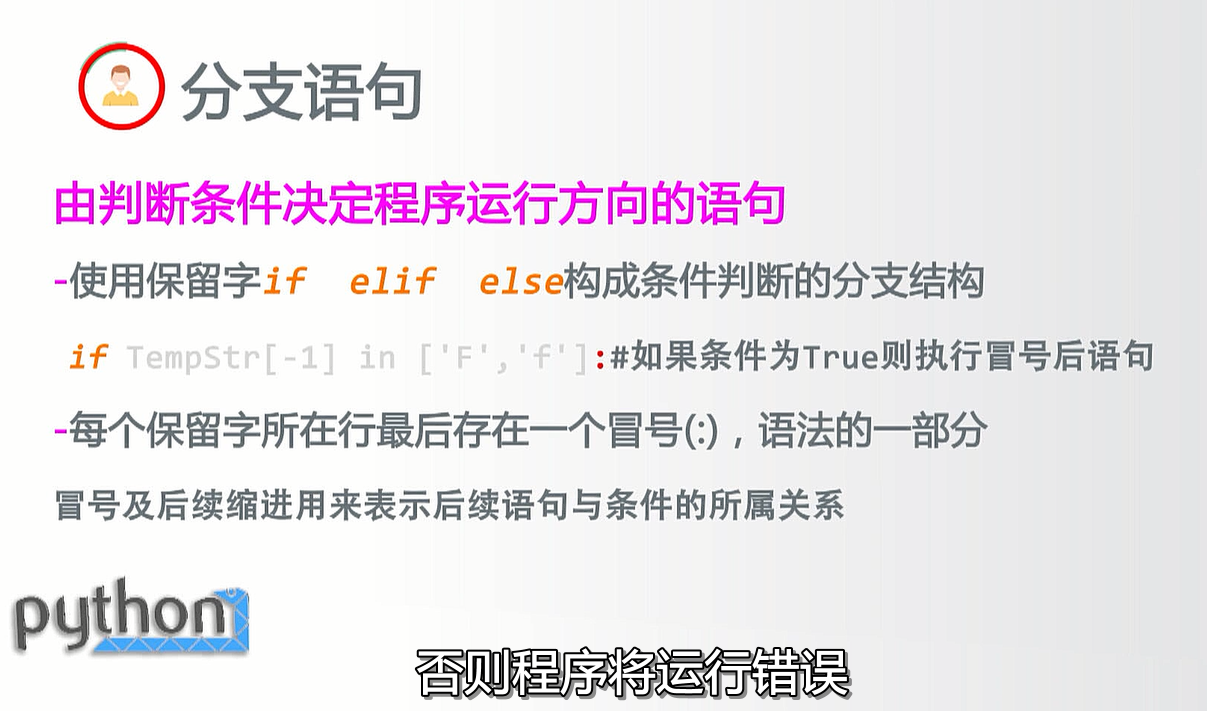 分支语句
由判断条件决定程序运行方向的语句
-使用保留字if elif else构成条件判断的分支结构
if TempStr[-1] in ['F','f']:#如果条件为True则执行冒号后语句
-每个保留字所在行最后存在一个冒号(:)，语法的一部分
冒号及后续缩进用来表示后续语句与条件的所属关系
python
否则程序将运行错误